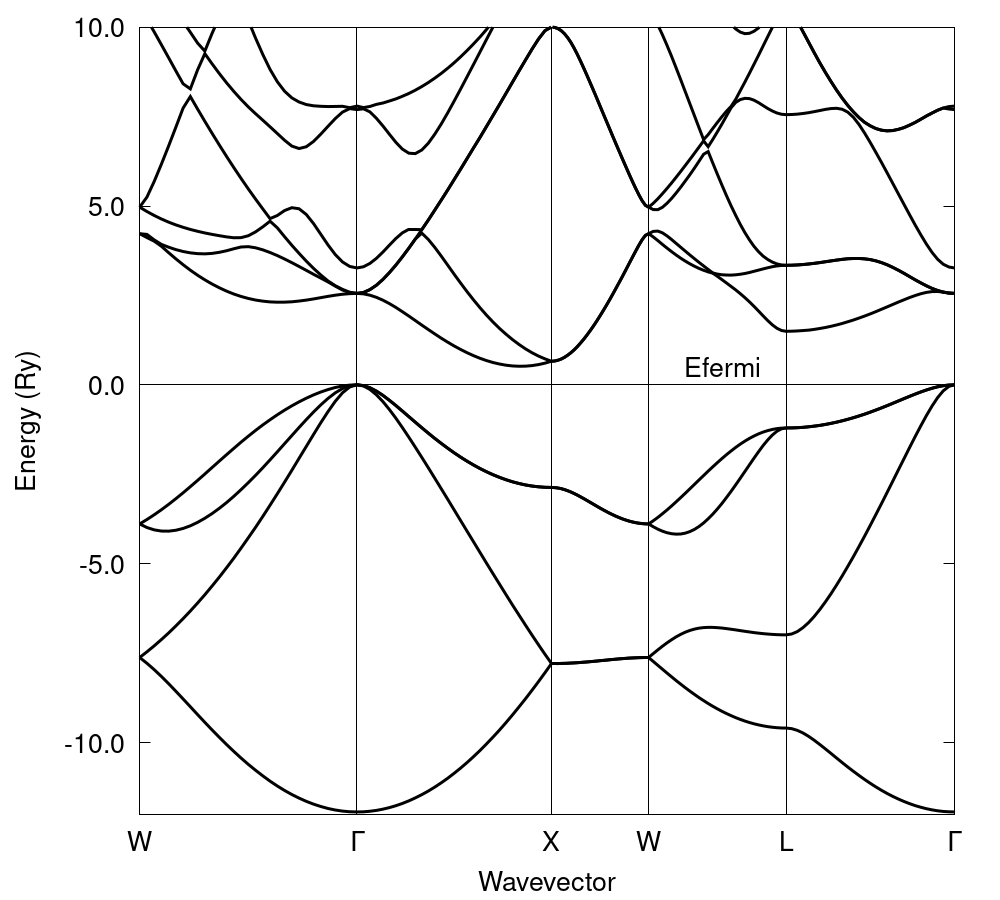 10.0
5.0
0.0
-5.0
-10.0
Energy (Ry)
Efermi
W Γ X W L Γ
Wavevector